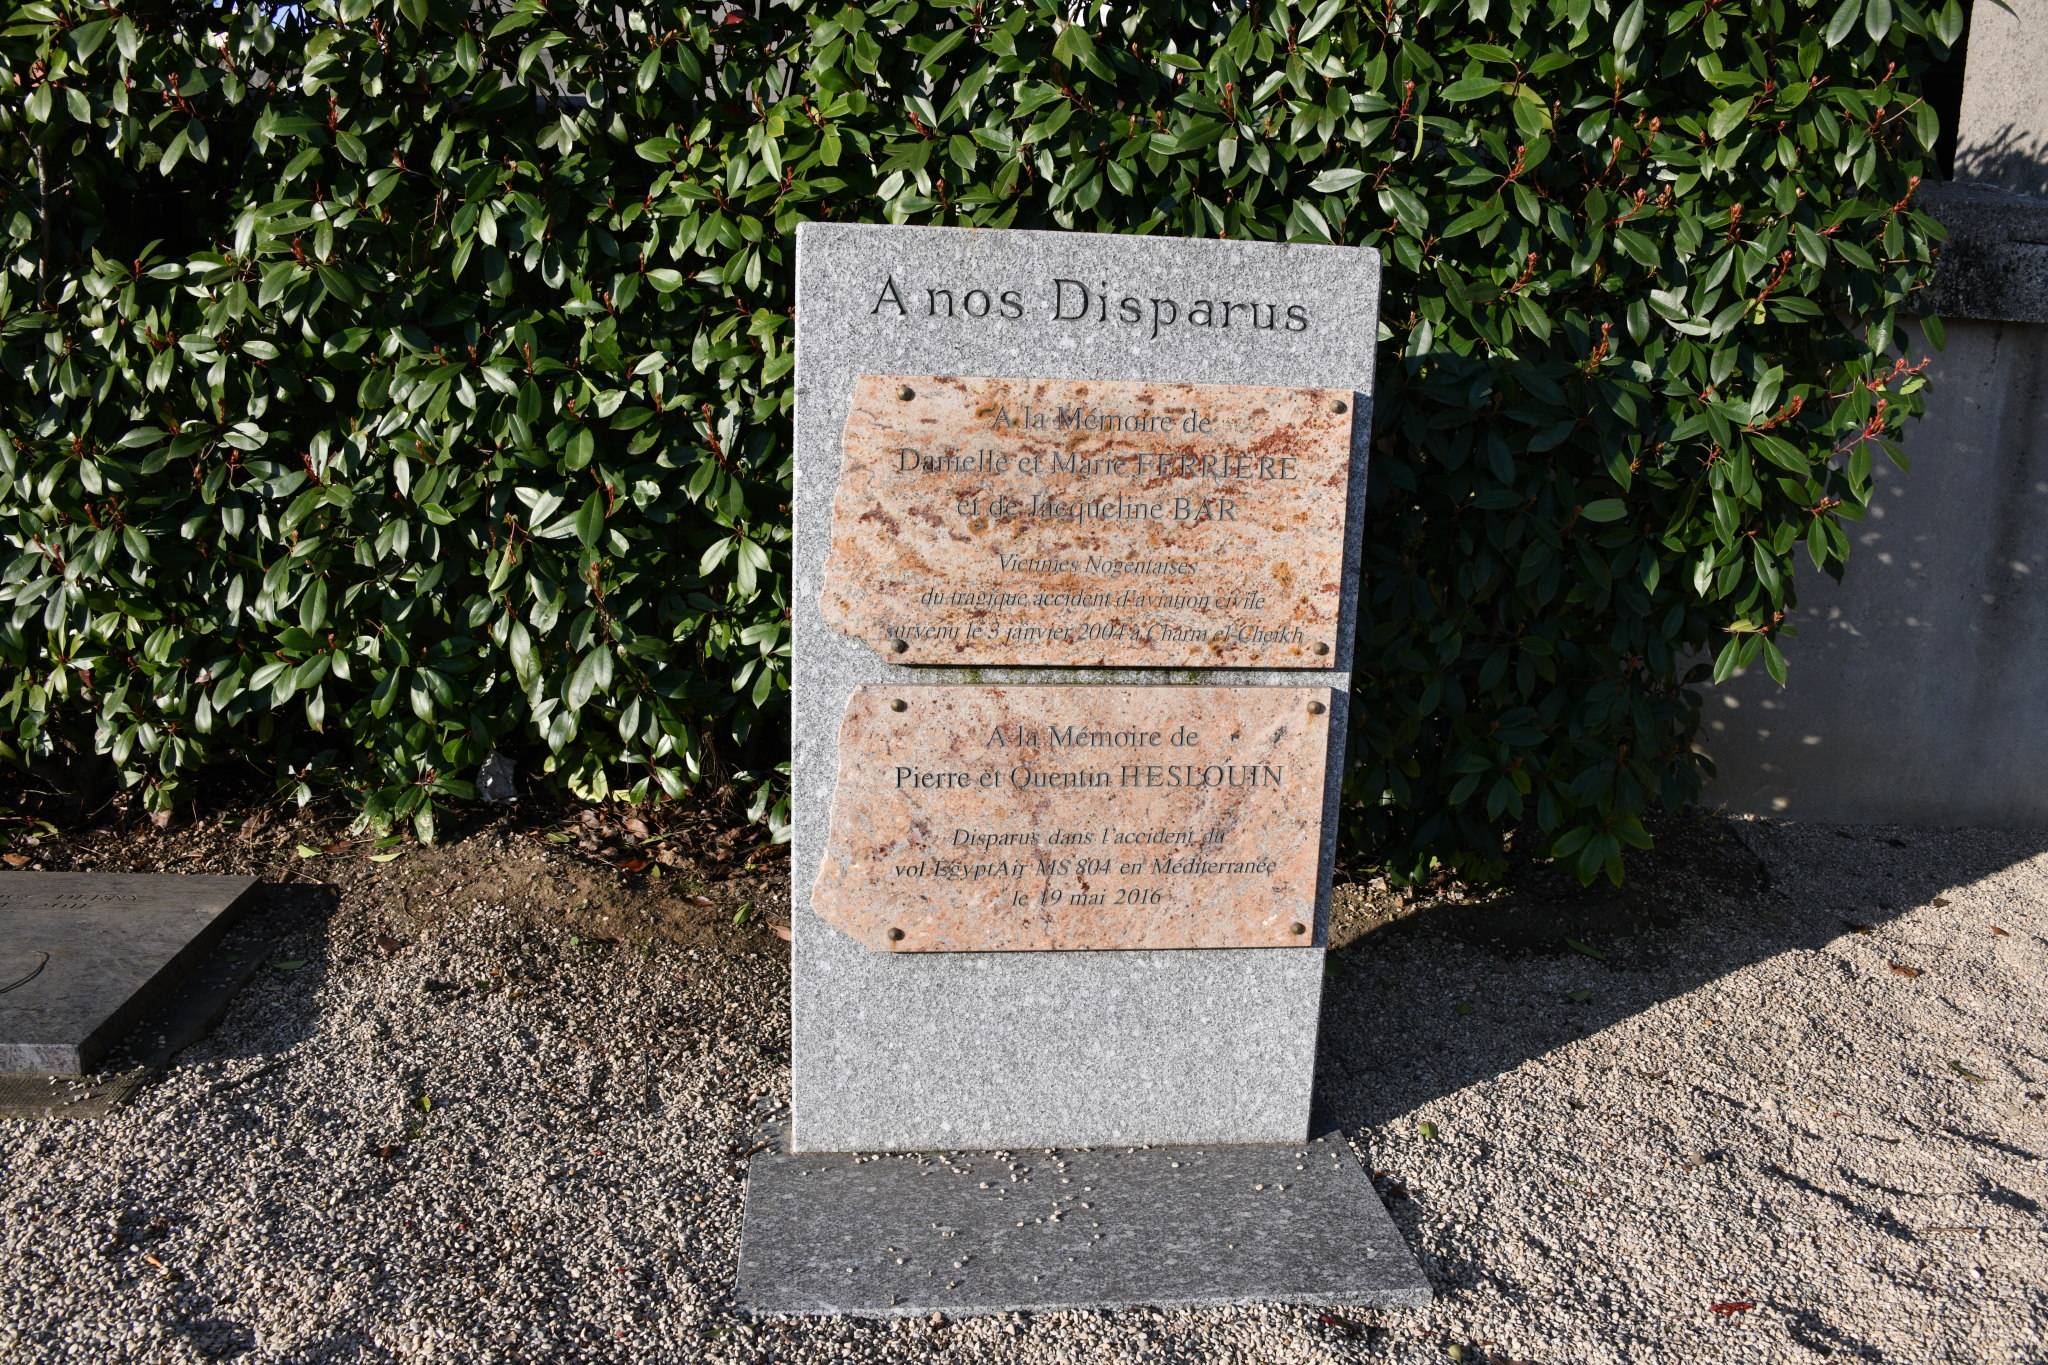 A nos Disparus
A la Mémoire de
Danielle et Marie FERRIERE
et de Jacqueline BAR
Victimes Nogentaises
du tragique accident d'aviation civile
survenu le 3 janvier 2004 à Charm el-Cheikh
A la Mémoire de
Pierre et Quentin HESLOUIN
Disparus dans l'accident du
vol EgyptAir MS 804 en Méditerranée
le 19 mai 2016